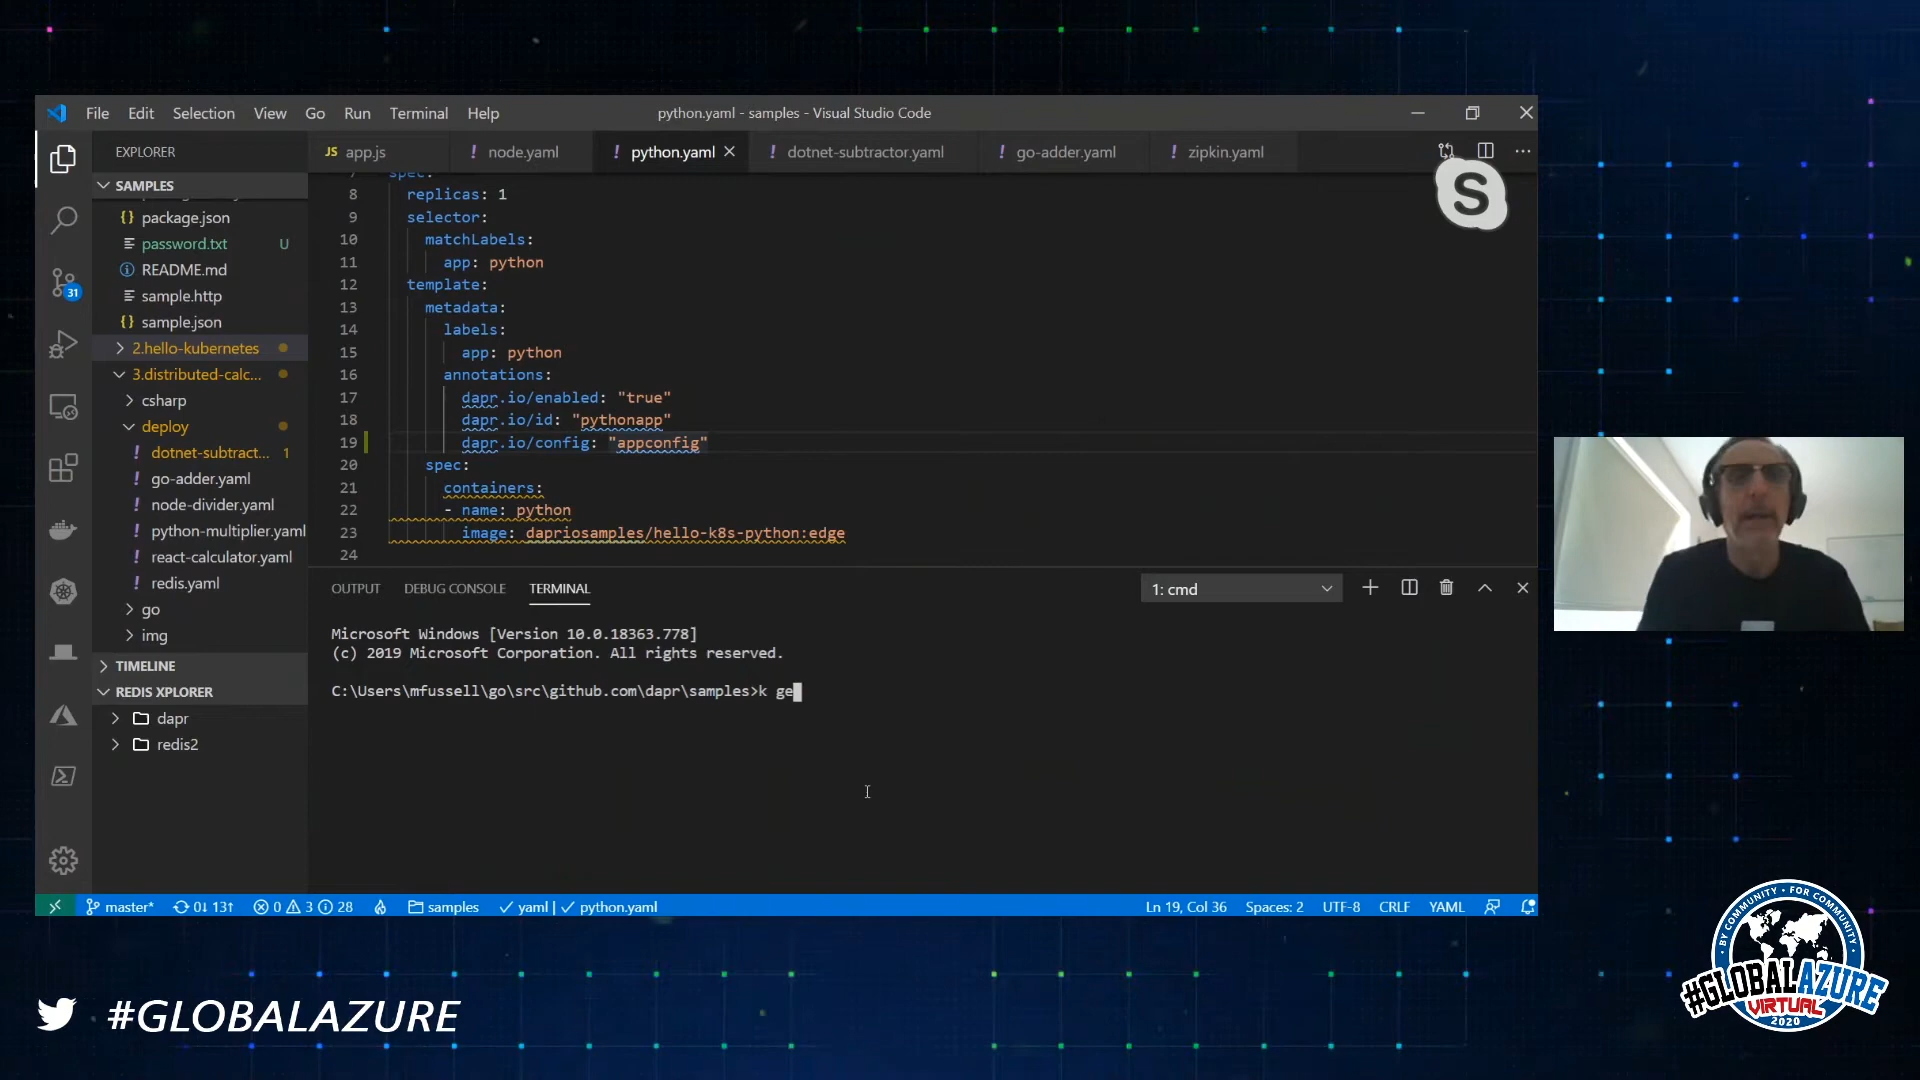 File Edit Selection View Go Run Terminal Help
python.yaml - samples - Visual Studio Code
EXPLORER
JS app.js
! node.yaml
! python.yaml
! dotnet-subtractor.yaml
! go-adder.yaml
! zipkin.yaml
SAMPLES
{} package.json
password.txt U
README.md
sample.http
{} sample.json
2.hello-kubernetes
3.distributed-calc...
csharp
deploy
! dotnet-subtract... 1
! go-adder.yaml
! node-divider.yaml
! python-multiplier.yaml
! react-calculator.yaml
! redis.yaml
go
img
TIMELINE
REDIS XPLORER
dapr
redis2
31
7 spec:
8 replicas: 1
9 selector:
10 matchLabels:
11 app: python
12 template:
13 metadata:
14 labels:
15 app: python
16 annotations:
17 dapr.io/enabled: "true"
18 dapr.io/id: "pythonapp"
19 dapr.io/config: "appconfig"
20 spec:
21 containers:
22 - name: python
23 image: dapriosamples/hello-k8s-python:edge
24
S
OUTPUT DEBUG CONSOLE TERMINAL
1: cmd
Microsoft Windows [Version 10.0.18363.778]
(c) 2019 Microsoft Corporation. All rights reserved.
C:\Users\mfussell\go\src\github.com\dapr\samples>k ge
master* 0↓ 13↑ 0 3 28 samples ✓ yaml | ✓ python.yaml
Ln 19, Col 36 Spaces: 2 UTF-8 CRLF YAML
#GLOBALAZURE
BY COMMUNITY • FOR COMMUNITY
#GLOBALAZURE
VIRTUAL
2020